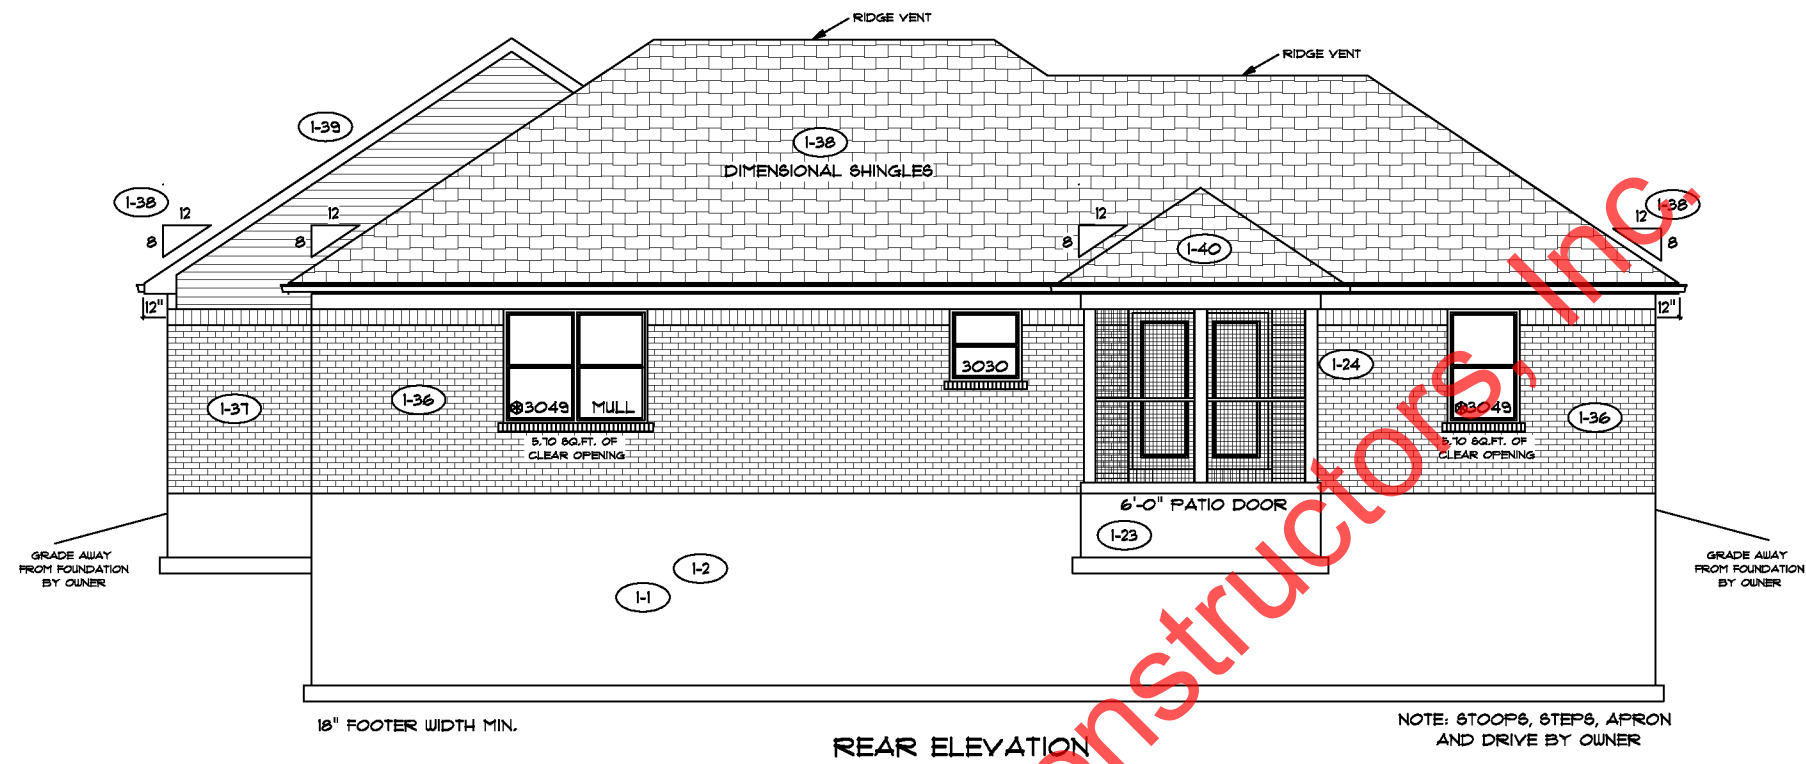 RIDGE VENT
RIDGE VENT
1-39
1-38
DIMENSIONAL SHINGLES
1-38
12
8
12
8
12
8
1-40
1-38
12
8
12"
12"
3030
1-24
1-37
1-36
⊛3049
MULL
⊛3049
1-36
5.70 SQ.FT. OF
CLEAR OPENING
5.70 SQ.FT. OF
CLEAR OPENING
6'-0" PATIO DOOR
1-23
GRADE AWAY
FROM FOUNDATION
BY OWNER
GRADE AWAY
FROM FOUNDATION
BY OWNER
1-2
1-1
18" FOOTER WIDTH MIN.
NOTE: STOOPS, STEPS, APRON
AND DRIVE BY OWNER
REAR ELEVATION
onstructors, Inc.